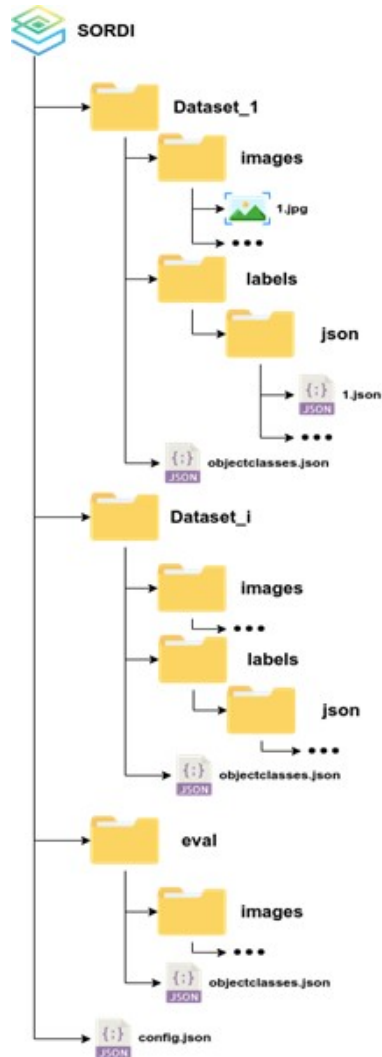 SORDI
Dataset_1
images
1.jpg
labels
json
{:}
JSON
1.json
{:}
JSON
objectclasses.json
Dataset_i
images
labels
json
{:}
JSON
objectclasses.json
eval
images
{:}
JSON
objectclasses.json
{:}
JSON
config.json